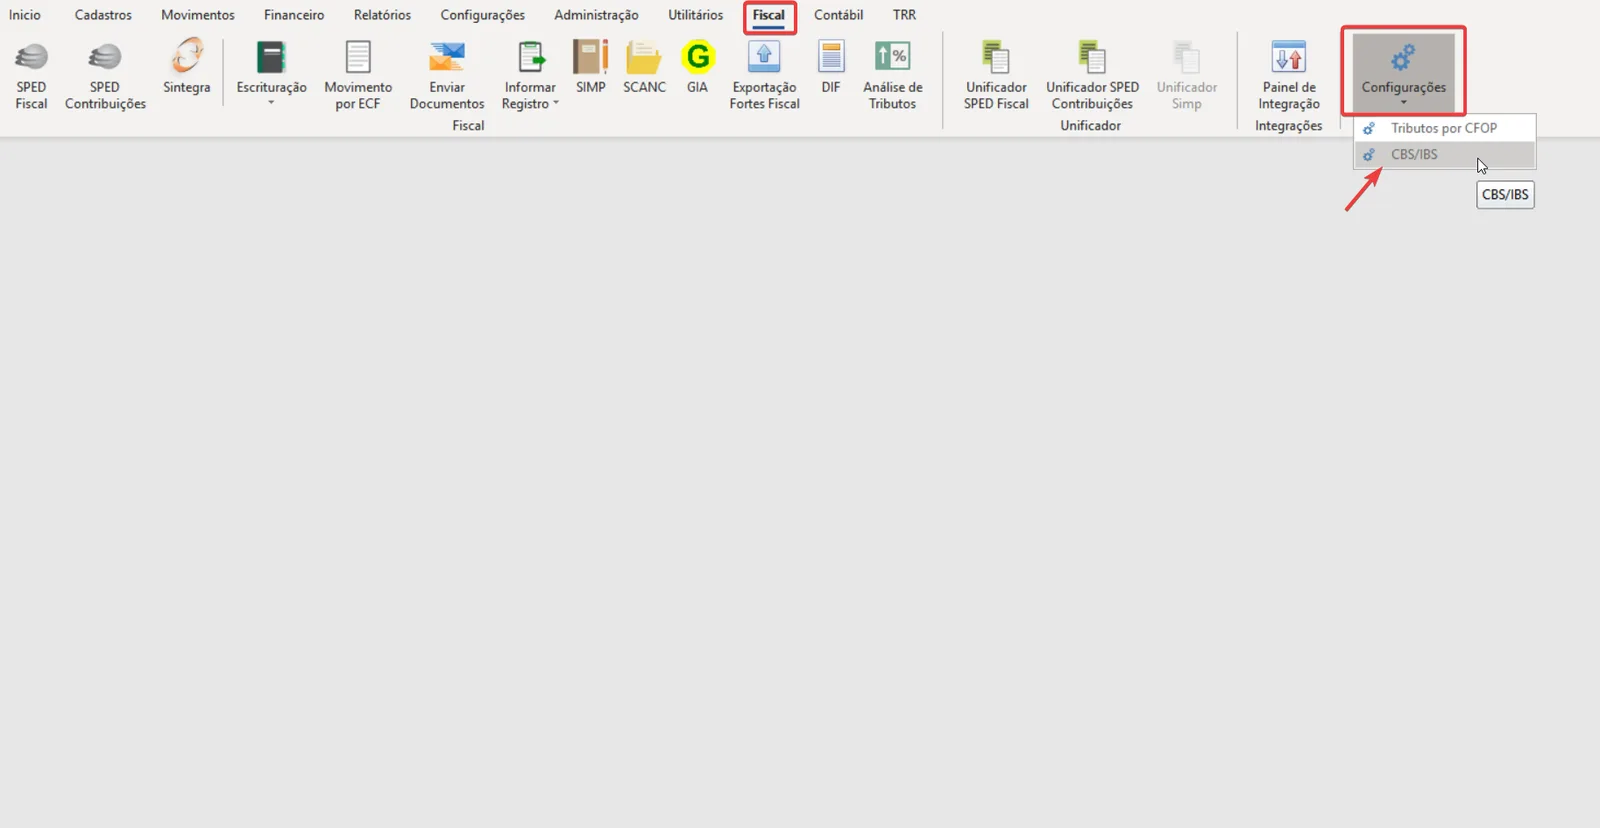 Inicio Cadastros Movimentos Financeiro Relatórios Configurações Administração Utilitários Fiscal Contábil TRR
SPED Fiscal
SPED Contribuições
Sintegra
Escrituração
Movimento por ECF
Enviar Documentos
Informar Registro
SIMP
SCANC
G
GIA
Exportação Fortes Fiscal
DIF
%
Análise de Tributos
Fiscal
Unificador SPED Fiscal
Unificador SPED Contribuições
Unificador Simp
Unificador
Painel de Integração
Integrações
Configurações
Tributos por CFOP
CBS/IBS
CBS/IBS